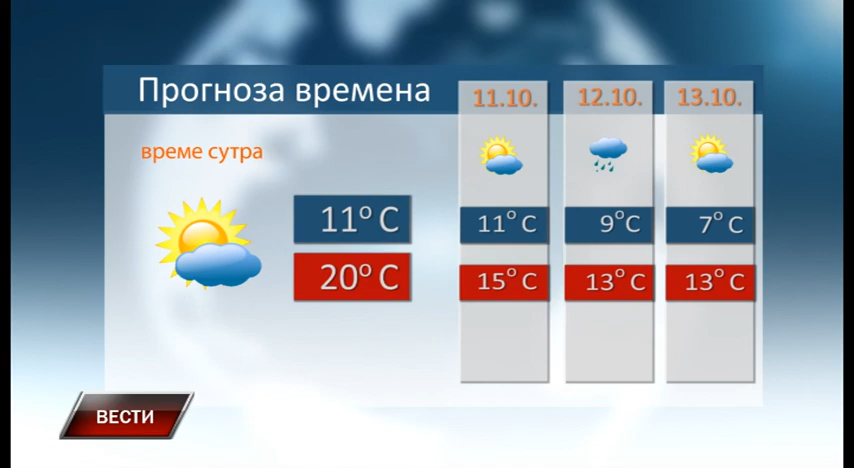 Прогноза времена
време сутра
11° C
20° C
11.10.
11° C
15° C
12.10.
9°C
13° C
13.10.
7° C
13° C
ВЕСТИ